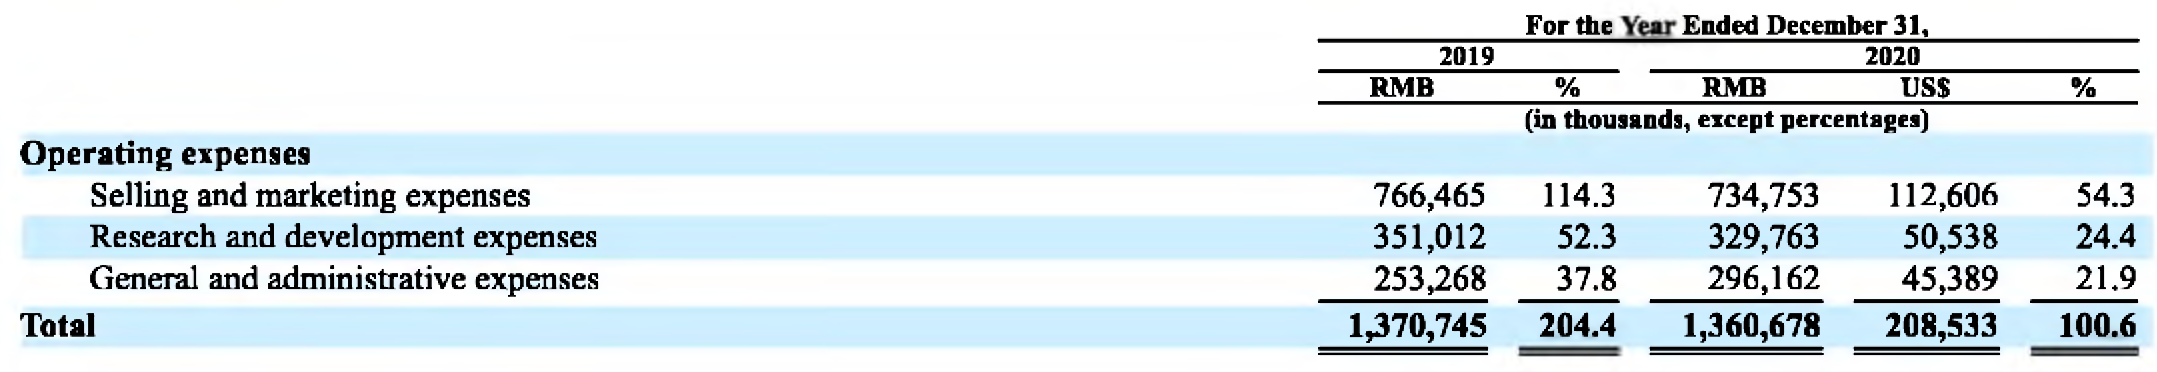 For the Year Ended December 31,
2019 2020
RMB % RMB US$ %
(in thousands, except percentages)
Operating expenses
Selling and marketing expenses 766,465 114.3 734,753 112,606 54.3
Research and development expenses 351,012 52.3 329,763 50,538 24.4
General and administrative expenses 253,268 37.8 296,162 45,389 21.9
Total 1,370,745 204.4 1,360,678 208,533 100.6